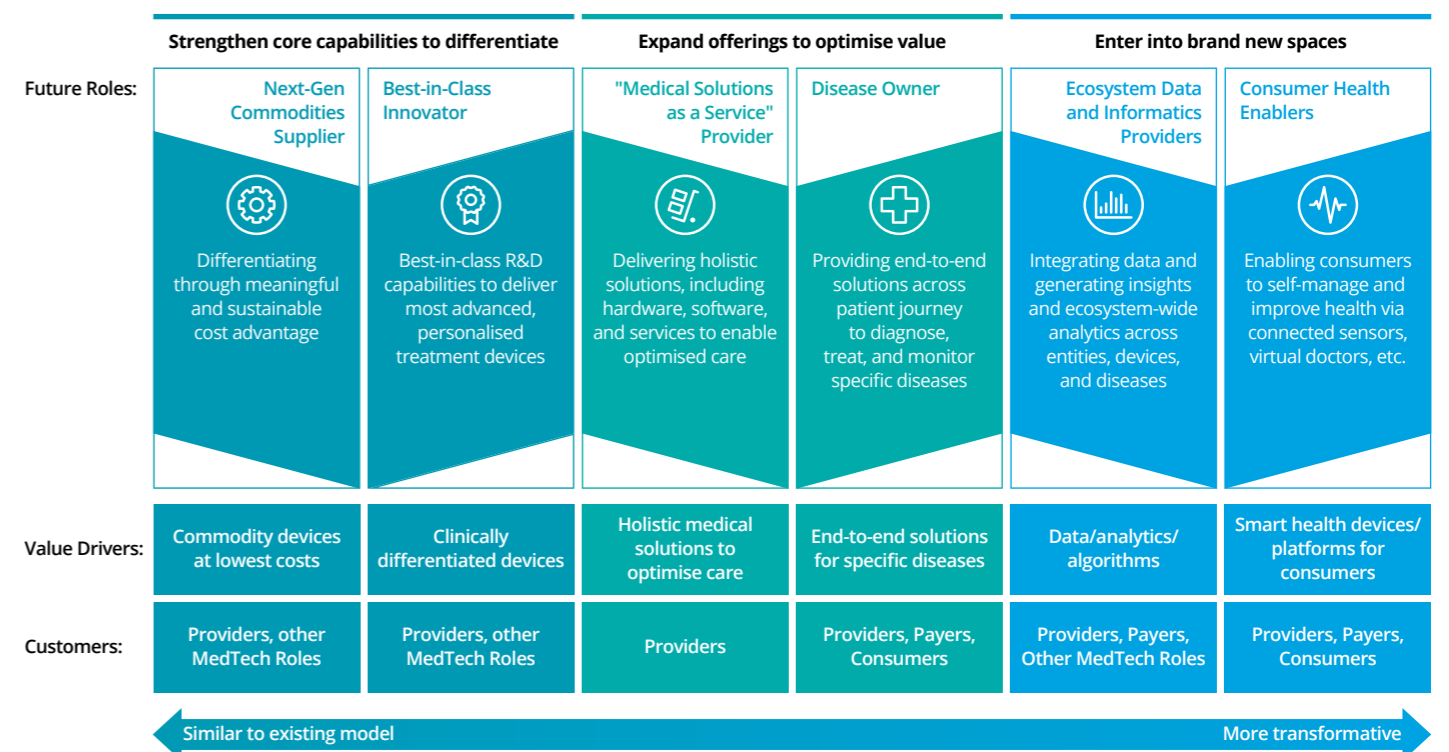 Strengthen core capabilities to differentiate
Expand offerings to optimise value
Enter into brand new spaces
Future Roles:
Next-Gen
Commodities
Supplier
Best-in-Class
Innovator
"Medical Solutions
as a Service"
Provider
Disease Owner
Ecosystem Data
and Informatics
Providers
Consumer Health
Enablers
Differentiating
through meaningful
and sustainable
cost advantage
Best-in-class R&D
capabilities to deliver
most advanced,
personalised
treatment devices
Delivering holistic
solutions, including
hardware, software,
and services to enable
optimised care
Providing end-to-end
solutions across
patient journey
to diagnose,
treat, and monitor
specific diseases
Integrating data and
generating insights
and ecosystem-wide
analytics across
entities, devices,
and diseases
Enabling consumers
to self-manage and
improve health via
connected sensors,
virtual doctors, etc.
Value Drivers:
Commodity devices
at lowest costs
Clinically
differentiated devices
Holistic medical
solutions to
optimise care
End-to-end solutions
for specific diseases
Data/analytics/
algorithms
Smart health devices/
platforms for
consumers
Customers:
Providers, other
MedTech Roles
Providers, other
MedTech Roles
Providers
Providers, Payers,
Consumers
Providers, Payers,
Other MedTech Roles
Providers, Payers,
Consumers
Similar to existing model
More transformative